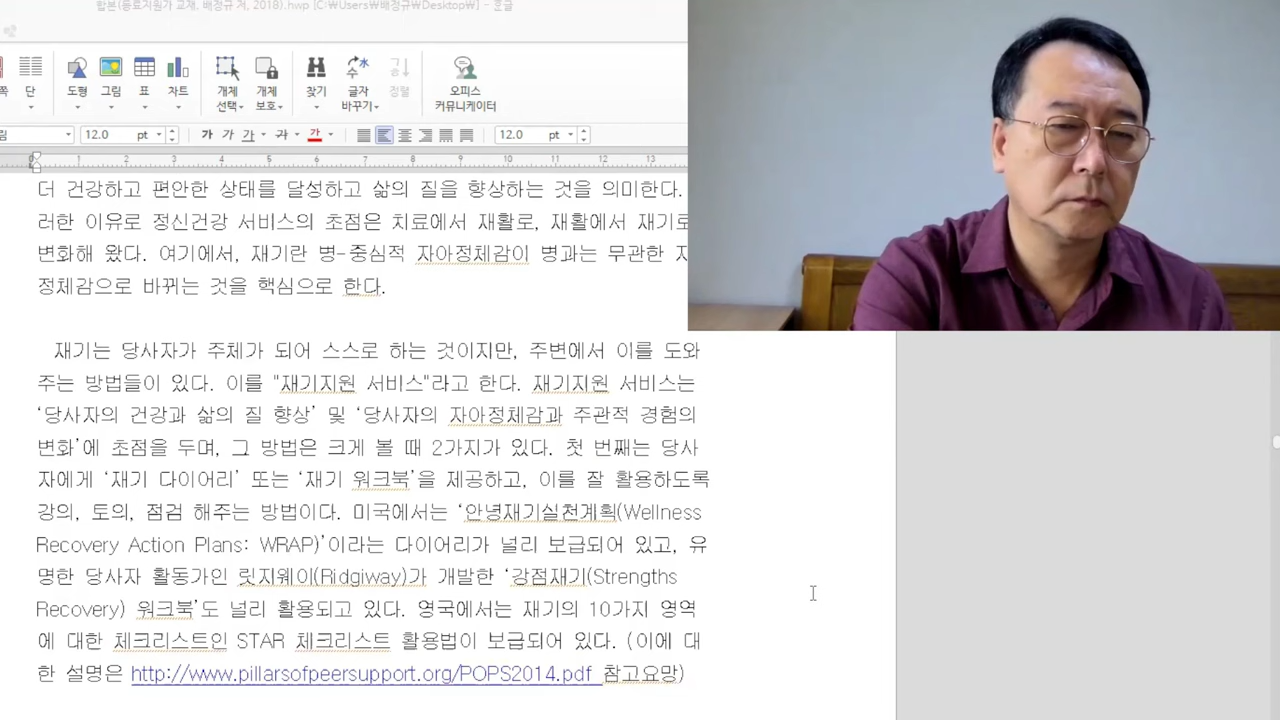 합본(동료지원가 교재, 배정규 저, 2018).hwp [C:₩Users₩배정규₩Desktop₩] - 한글
쪽 단 도형 그림 표 차트 개체 선택 개체 보호 찾기 글자 바꾸기 정렬 오피스 커뮤니케이터
12.0 pt 가 가 가 가 가 12.0 pt
1 2 3 4 5 6 7 8 9 10 11 12 13
더 건강하고 편안한 상태를 달성하고 삶의 질을 향상하는 것을 의미한다.
러한 이유로 정신건강 서비스의 초점은 치료에서 재활로, 재활에서 재기로
변화해 왔다. 여기에서, 재기란 병-중심적 자아정체감이 병과는 무관한
정체감으로 바뀌는 것을 핵심으로 한다.
재기는 당사자가 주체가 되어 스스로 하는 것이지만, 주변에서 이를 도와
주는 방법들이 있다. 이를 "재기지원 서비스"라고 한다. 재기지원 서비스는
‘당사자의 건강과 삶의 질 향상’ 및 ‘당사자의 자아정체감과 주관적 경험의
변화’에 초점을 두며, 그 방법은 크게 볼 때 2가지가 있다. 첫 번째는 당사
자에게 ‘재기 다이어리’ 또는 ‘재기 워크북’을 제공하고, 이를 잘 활용하도록
강의, 토의, 점검 해주는 방법이다. 미국에서는 ‘안녕재기실천계획(Wellness
Recovery Action Plans: WRAP)’이라는 다이어리가 널리 보급되어 있고, 유
명한 당사자 활동가인 릿지웨이(Ridgiway)가 개발한 ‘강점재기(Strengths
Recovery) 워크북’도 널리 활용되고 있다. 영국에서는 재기의 10가지 영역
에 대한 체크리스트인 STAR 체크리스트 활용법이 보급되어 있다. (이에 대
한 설명은 http://www.pillarsofpeersupport.org/POPS2014.pdf 참고요망)